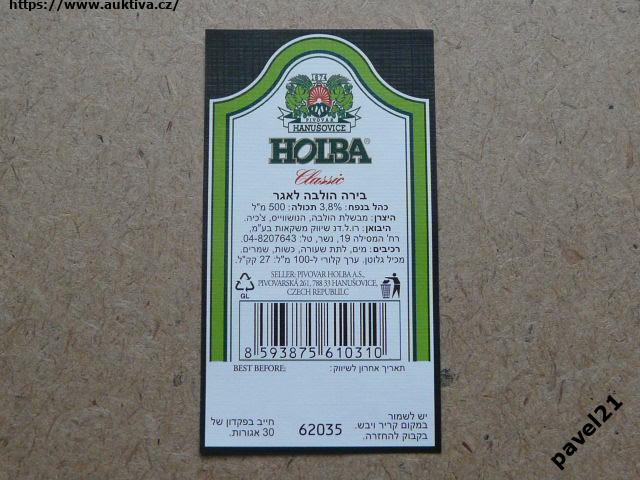 https://www.auktiva.cz/
1874
PIVOVAR
HANUŠOVICE
HOLBA®
Classic
בירה הולבה לאגר
כהל בנפח: 3,8% תכולה: 500 מ"ל
היצרן: מבשלת הולבה, הנושווייס, צ'כיה.
היבואן: רו.ל.דנ שיווק משקאות בע"מ,
רח' המסילה 19, נשר, טל: 04-8207643.
רכיבים: מים, לתת שעורה, כשות, שמרים.
מכיל גלוטן. ערך קלורי ל-100 מ"ל: 27 קק"ל.
SELLER: PIVOVAR HOLBA A.S.,
PIVOVARSKÁ 261, 788 33 HANUŠOVICE,
CZECH REPUBLIC
GL
8 593875 610310
BEST BEFORE: תאריך אחרון לשיווק:
יש לשמור
במקום קריר ויבש.
בקבוק להחזרה.
62035
חייב בפקדון של
30 אגורות.
pavel21